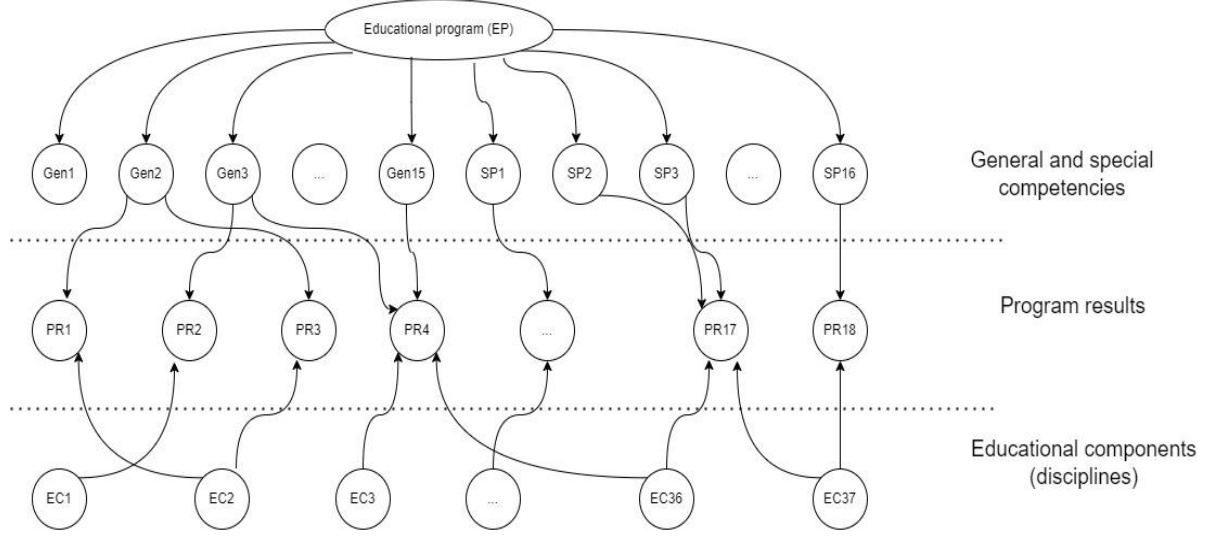 Educational program (EP)
Gen1
Gen2
Gen3
...
Gen15
SP1
SP2
SP3
...
SP16
General and special
competencies
PR1
PR2
PR3
PR4
...
PR17
PR18
Program results
EC1
EC2
EC3
...
EC36
EC37
Educational components
(disciplines)